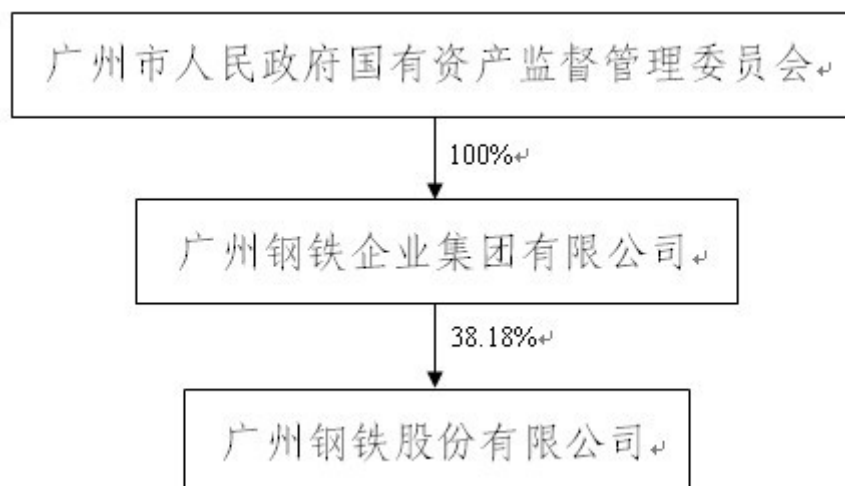 广州市人民政府国有资产监督管理委员会
100%
广州钢铁企业集团有限公司
38.18%
广州钢铁股份有限公司